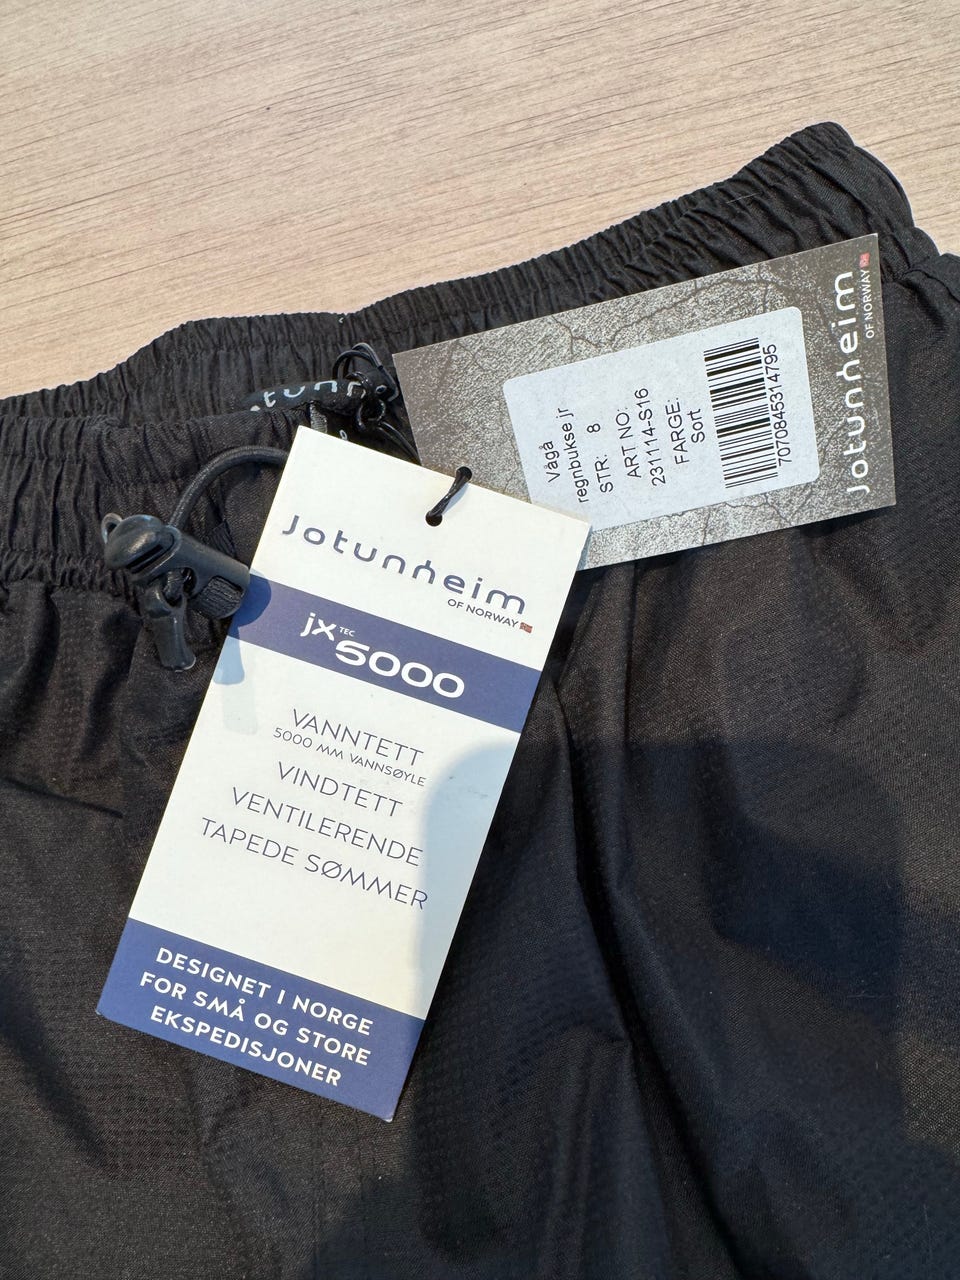 Jotunheim
OF NORWAY
jx TEC
5000
VANNTETT
5000 MM VANNSØYLE
VINDTETT
VENTILERENDE
TAPEDE SØMMER
DESIGNET I NORGE
FOR SMÅ OG STORE
EKSPEDISJONER
Vågå
regnbukse jr
STR: 8
ART NO:
231114-S16
FARGE:
Sort
7070845314795
Jotunheim
OF NORWAY